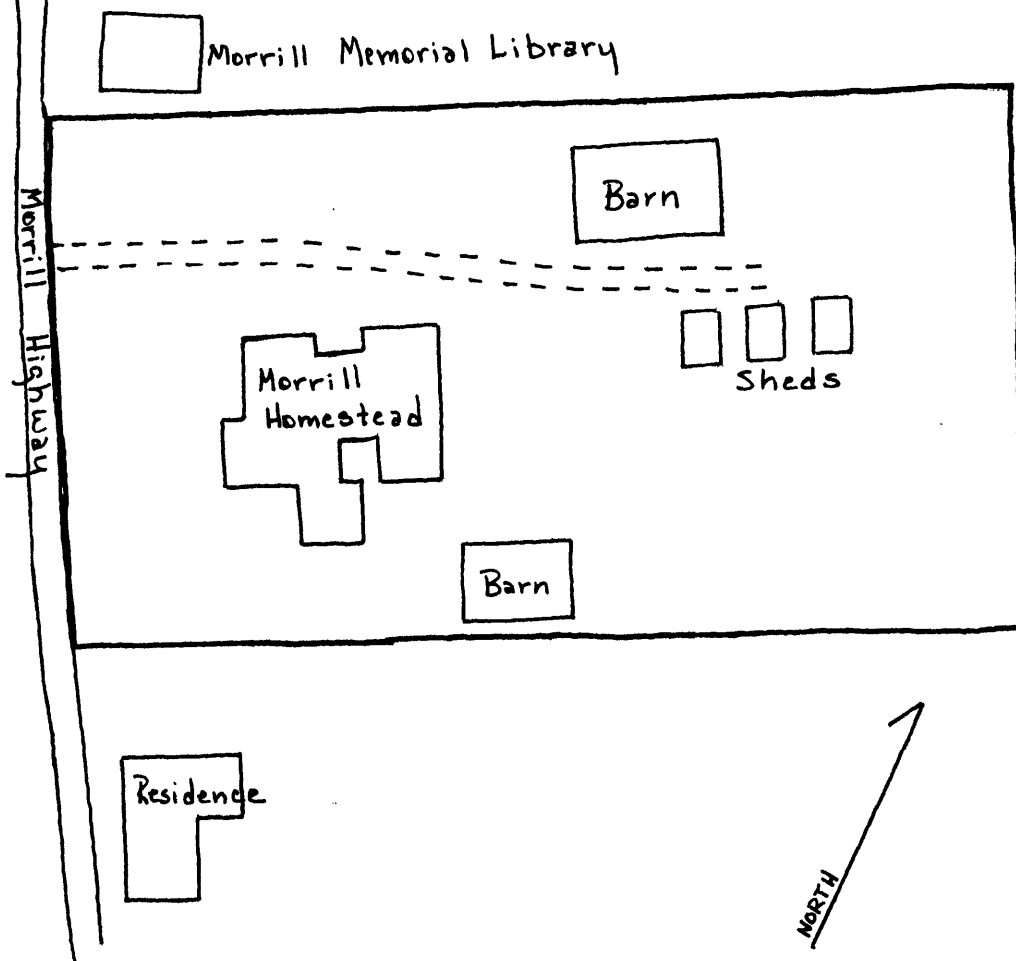 Morrill Memorial Library
Barn
Morrill Highway
Morrill
Homestead
Sheds
Barn
Residence
NORTH